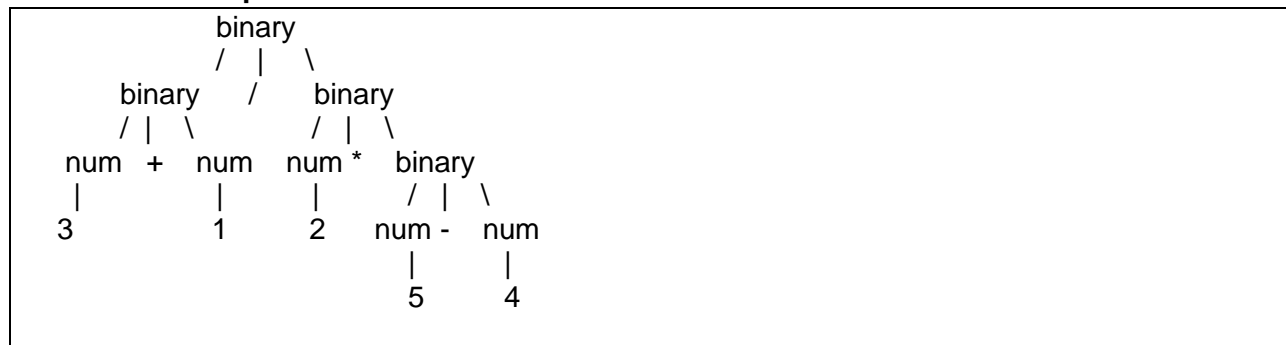 binary
/ | \
binary / binary
/ | \ / | \
num + num num * binary
| | | / | \
3 1 2 num - num
| |
5 4